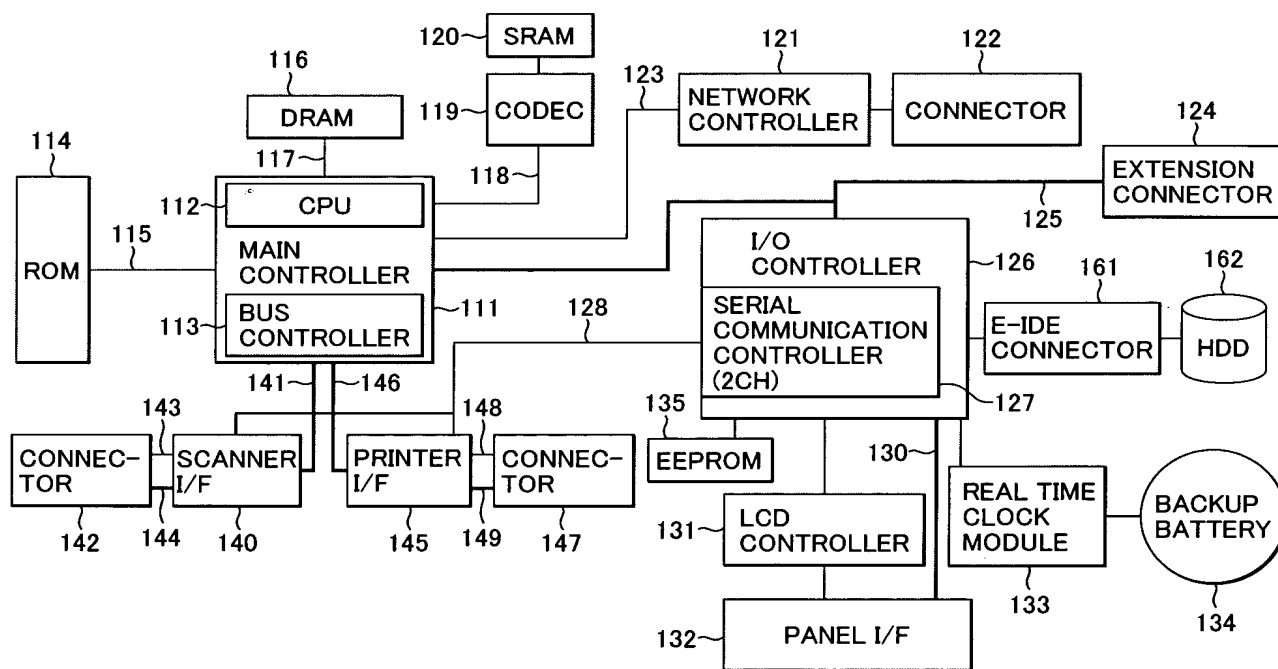 120
SRAM
121
122
116
123
119
CODEC
NETWORK
CONTROLLER
CONNECTOR
124
DRAM
114
117
118
EXTENSION
CONNECTOR
112
CPU
125
115
MAIN
CONTROLLER
I/O
CONTROLLER
126
161
162
ROM
111
113
BUS
CONTROLLER
128
SERIAL
COMMUNICATION
CONTROLLER
(2CH)
E-IDE
CONNECTOR
HDD
141
146
127
143
148
135
CONNEC-
TOR
SCANNER
I/F
PRINTER
I/F
CONNEC-
TOR
EEPROM
130
REAL TIME
CLOCK
MODULE
BACKUP
BATTERY
142
144
140
145
149
147
131
LCD
CONTROLLER
133
134
132
PANEL I/F